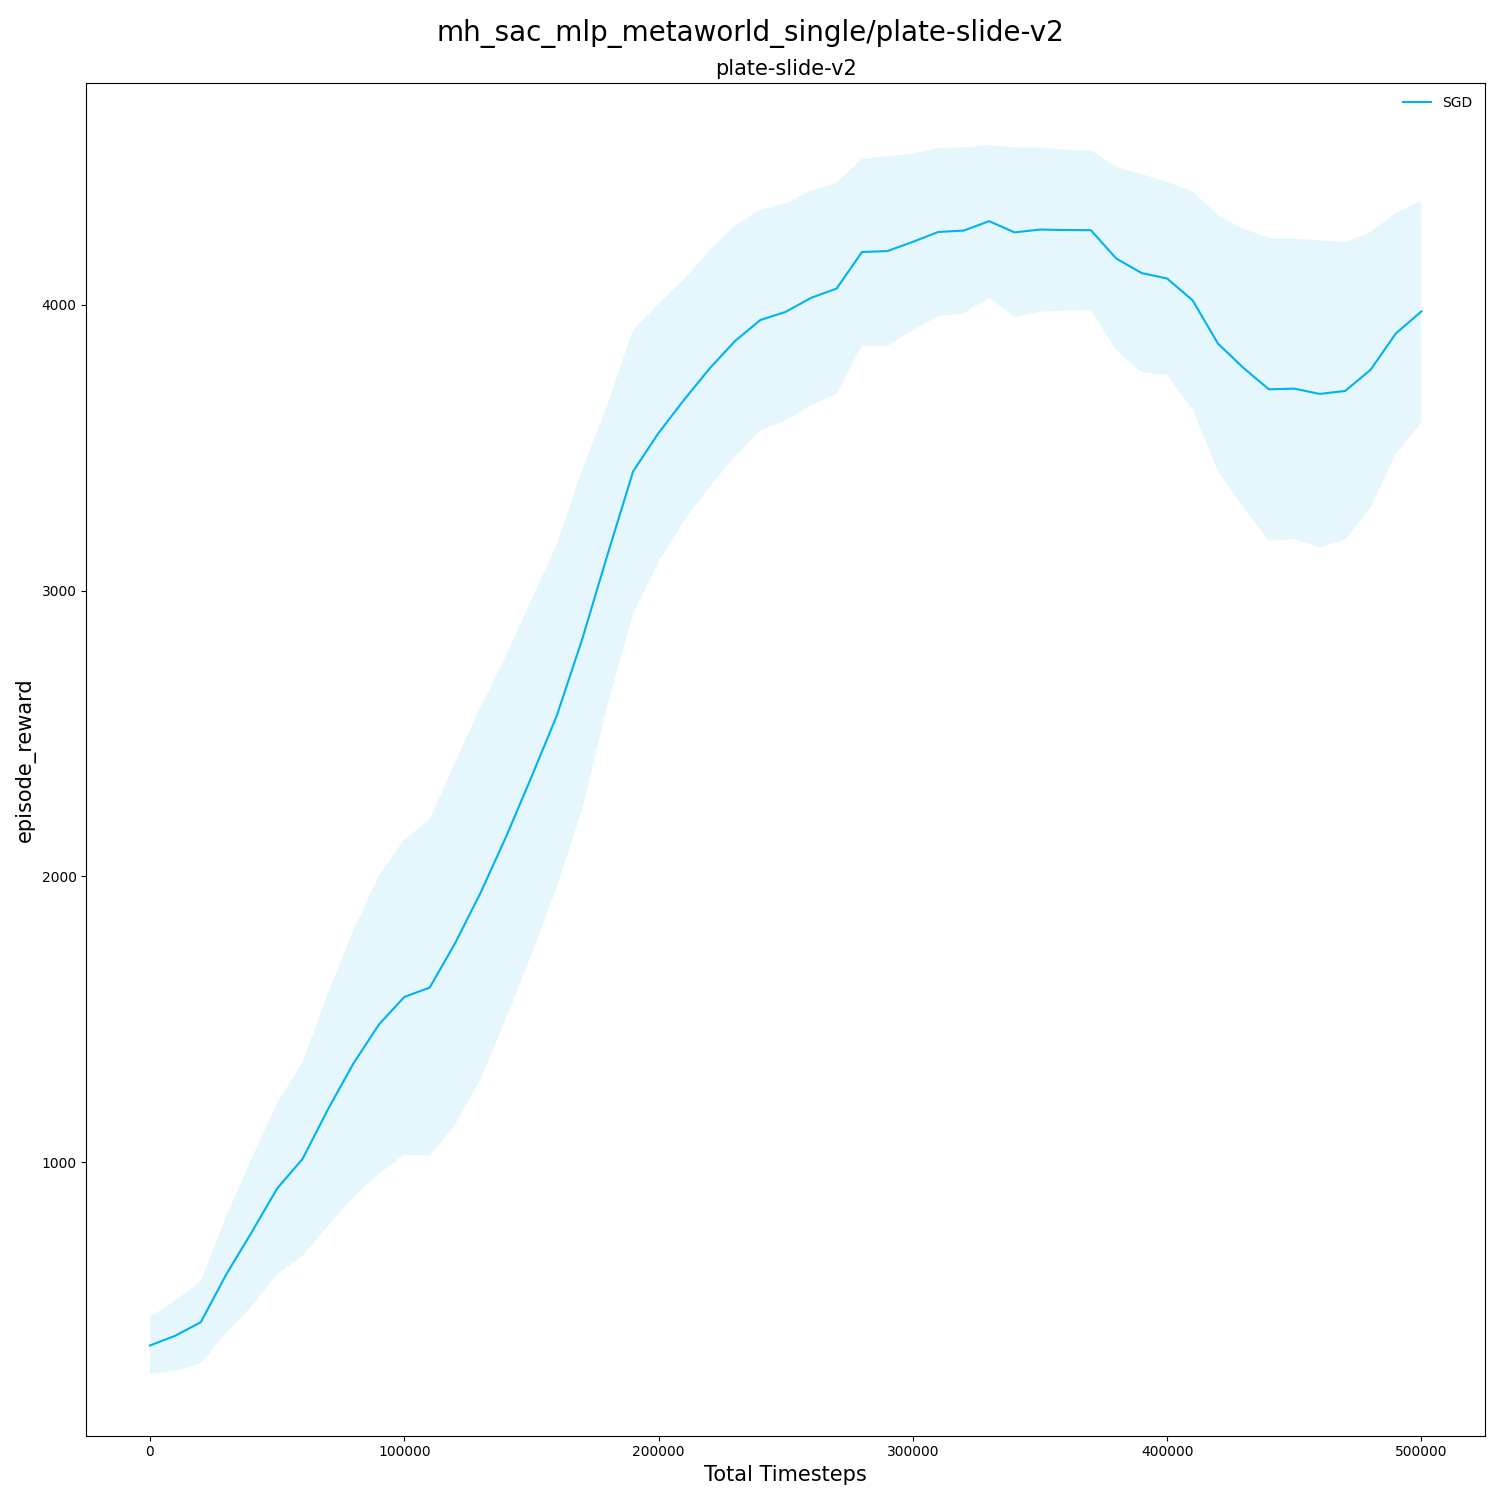 mh_sac_mlp_metaworld_single/plate-slide-v2
plate-slide-v2
SGD
episode_reward
4000
3000
2000
1000
0 100000 200000 300000 400000 500000
Total Timesteps